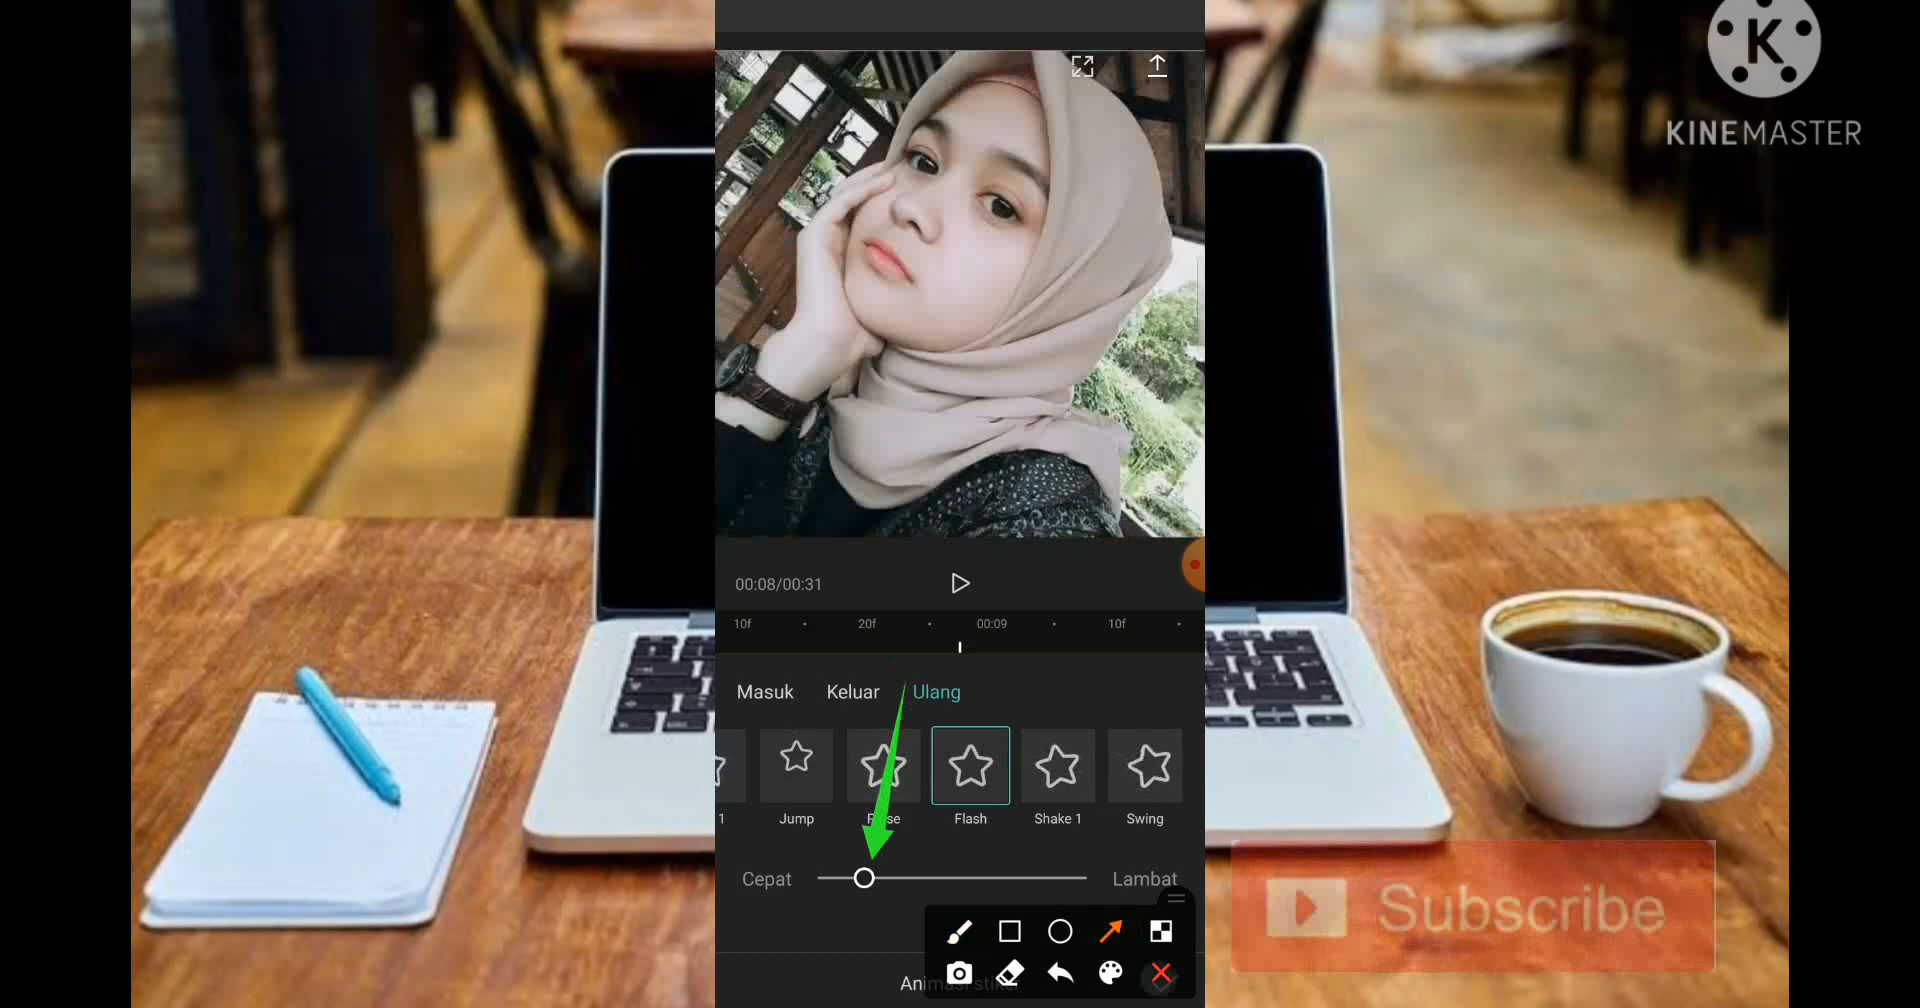 KINEMASTER
00:08/00:31
10f 20f 00:09 10f
Masuk Keluar Ulang
1 Jump Flash Shake 1 Swing
Cepat Lambat
Subscribe